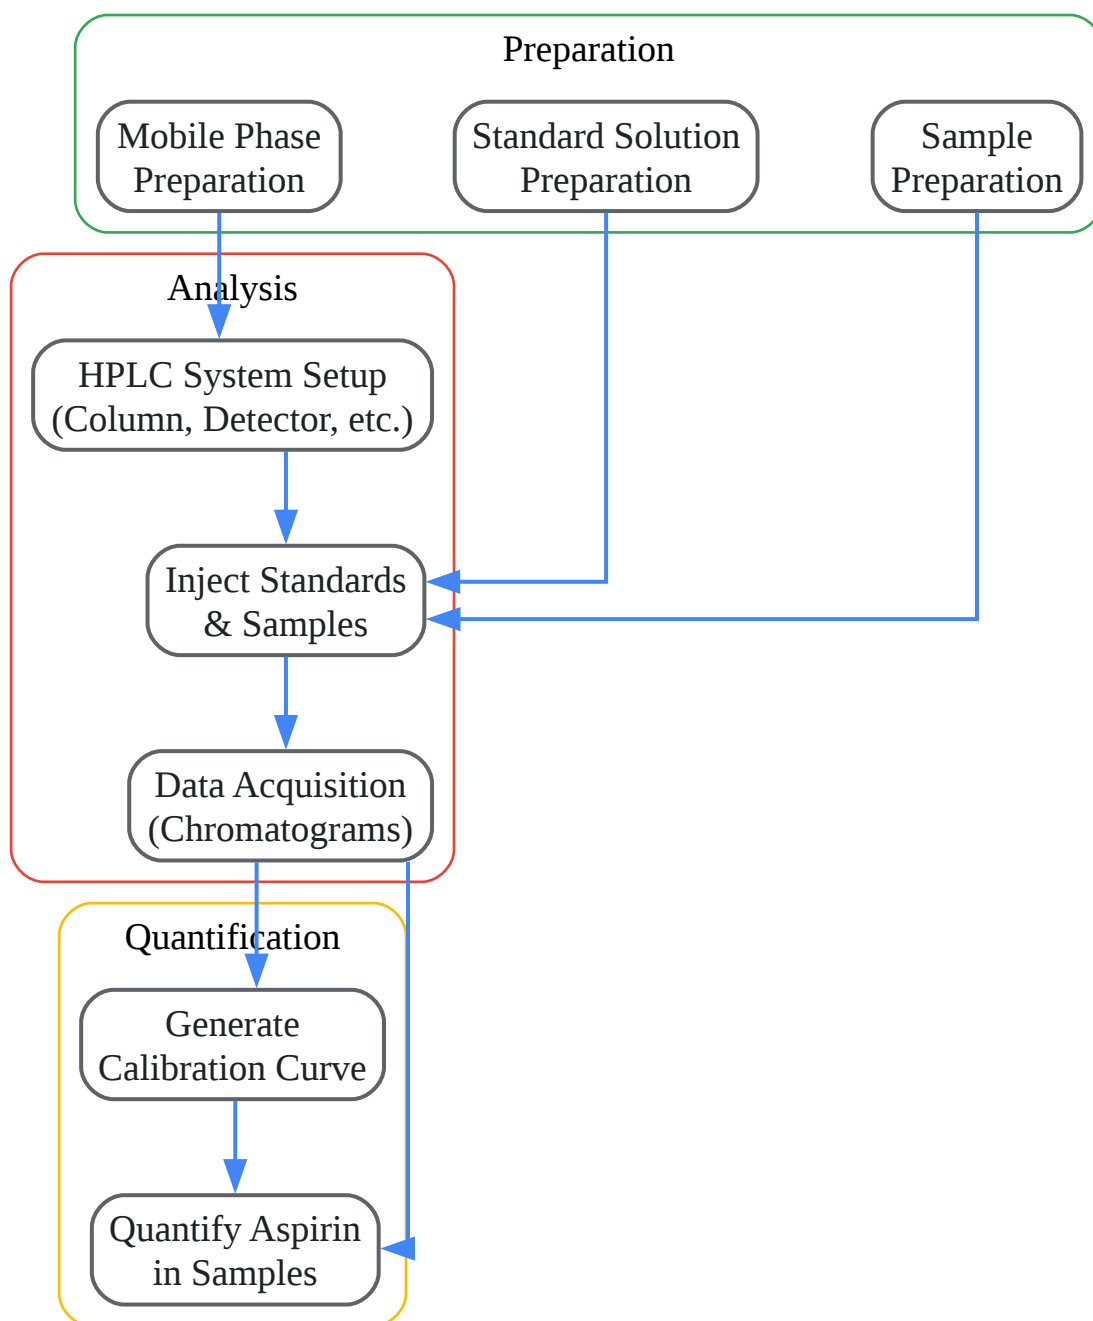 Preparation
Mobile Phase
Preparation
Standard Solution
Preparation
Sample
Preparation
Analysis
HPLC System Setup
(Column, Detector, etc.)
Inject Standards
& Samples
Data Acquisition
(Chromatograms)
Quantification
Generate
Calibration Curve
Quantify Aspirin
in Samples